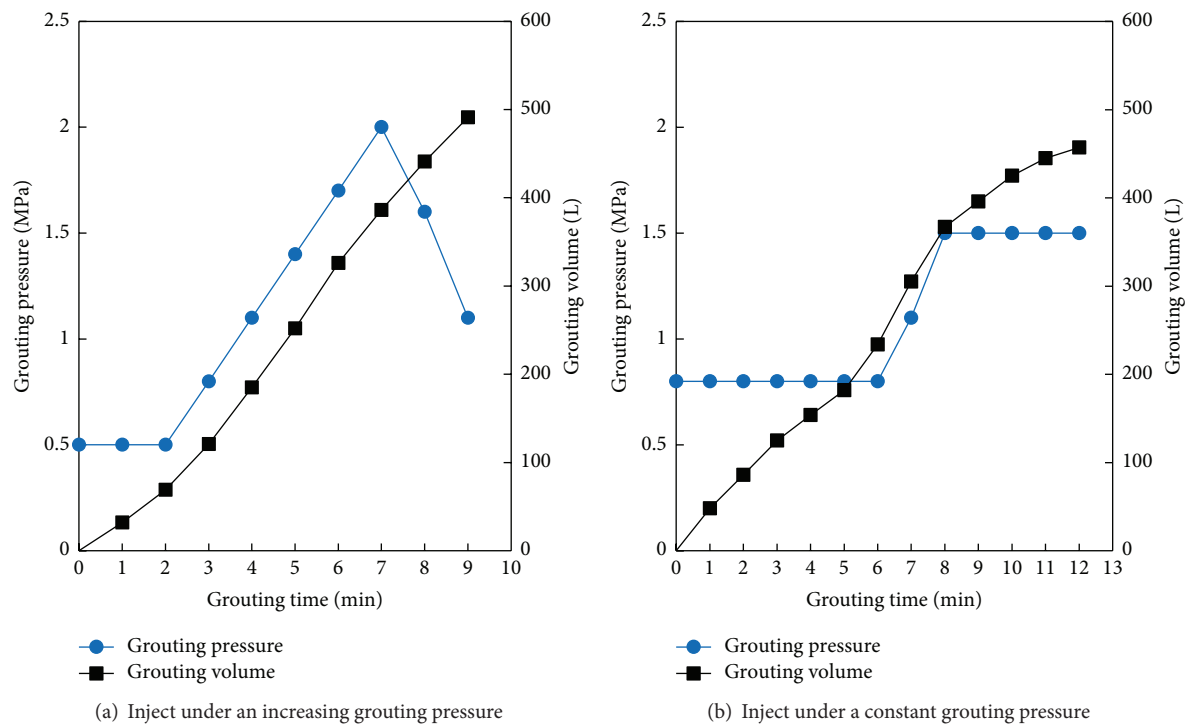 2.5
2
1.5
1
0.5
0
Grouting pressure (MPa)
600
500
400
300
200
100
0
Grouting volume (L)
0 1 2 3 4 5 6 7 8 9 10
Grouting time (min)
Grouting pressure
Grouting volume
(a) Inject under an increasing grouting pressure
2.5
2
1.5
1
0.5
0
Grouting pressure (MPa)
600
500
400
300
200
100
0
Grouting volume (L)
0 1 2 3 4 5 6 7 8 9 10 11 12 13
Grouting time (min)
Grouting pressure
Grouting volume
(b) Inject under a constant grouting pressure